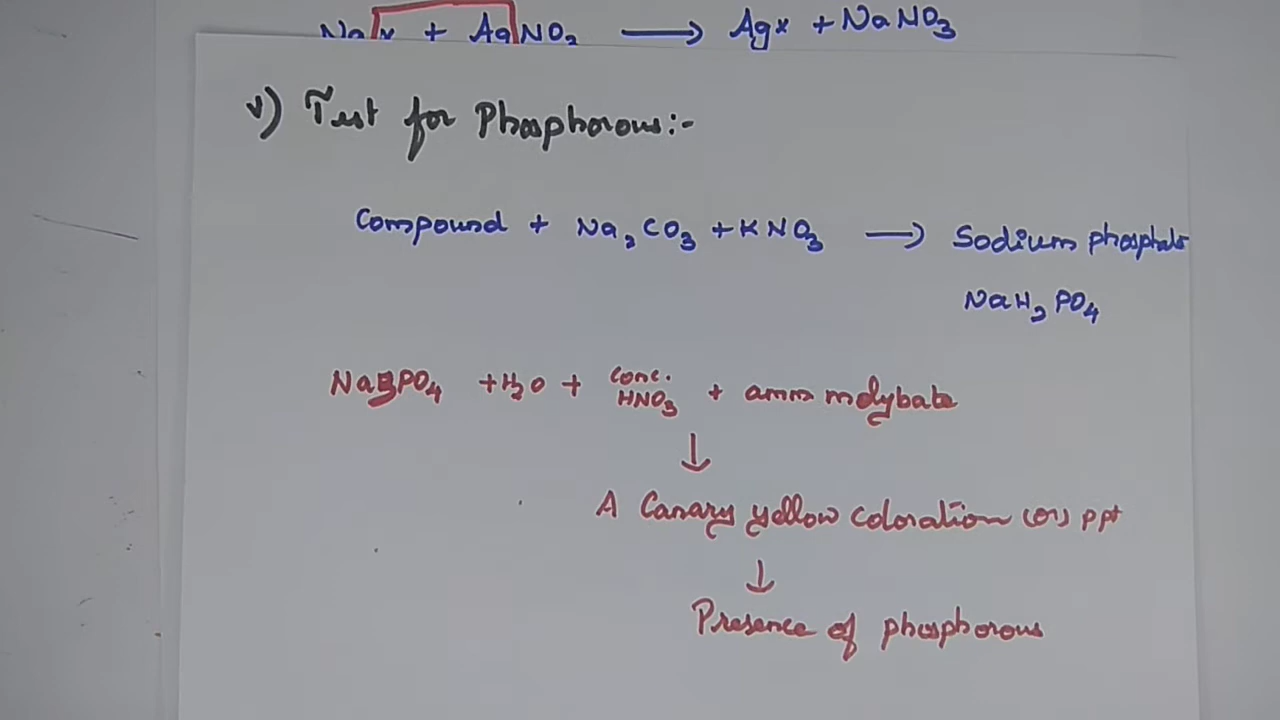 Nax + AgNO3 → Agx + NaNO3
v) Test for Phosphorous:-
Compound + Na2CO3 + KNO3 → Sodium phosphate
NaH2PO4
Na3PO4 + H2O + conc. HNO3 + amm molybate
↓
A Canary yellow coloration (or) ppt
↓
Presence of phosphorous